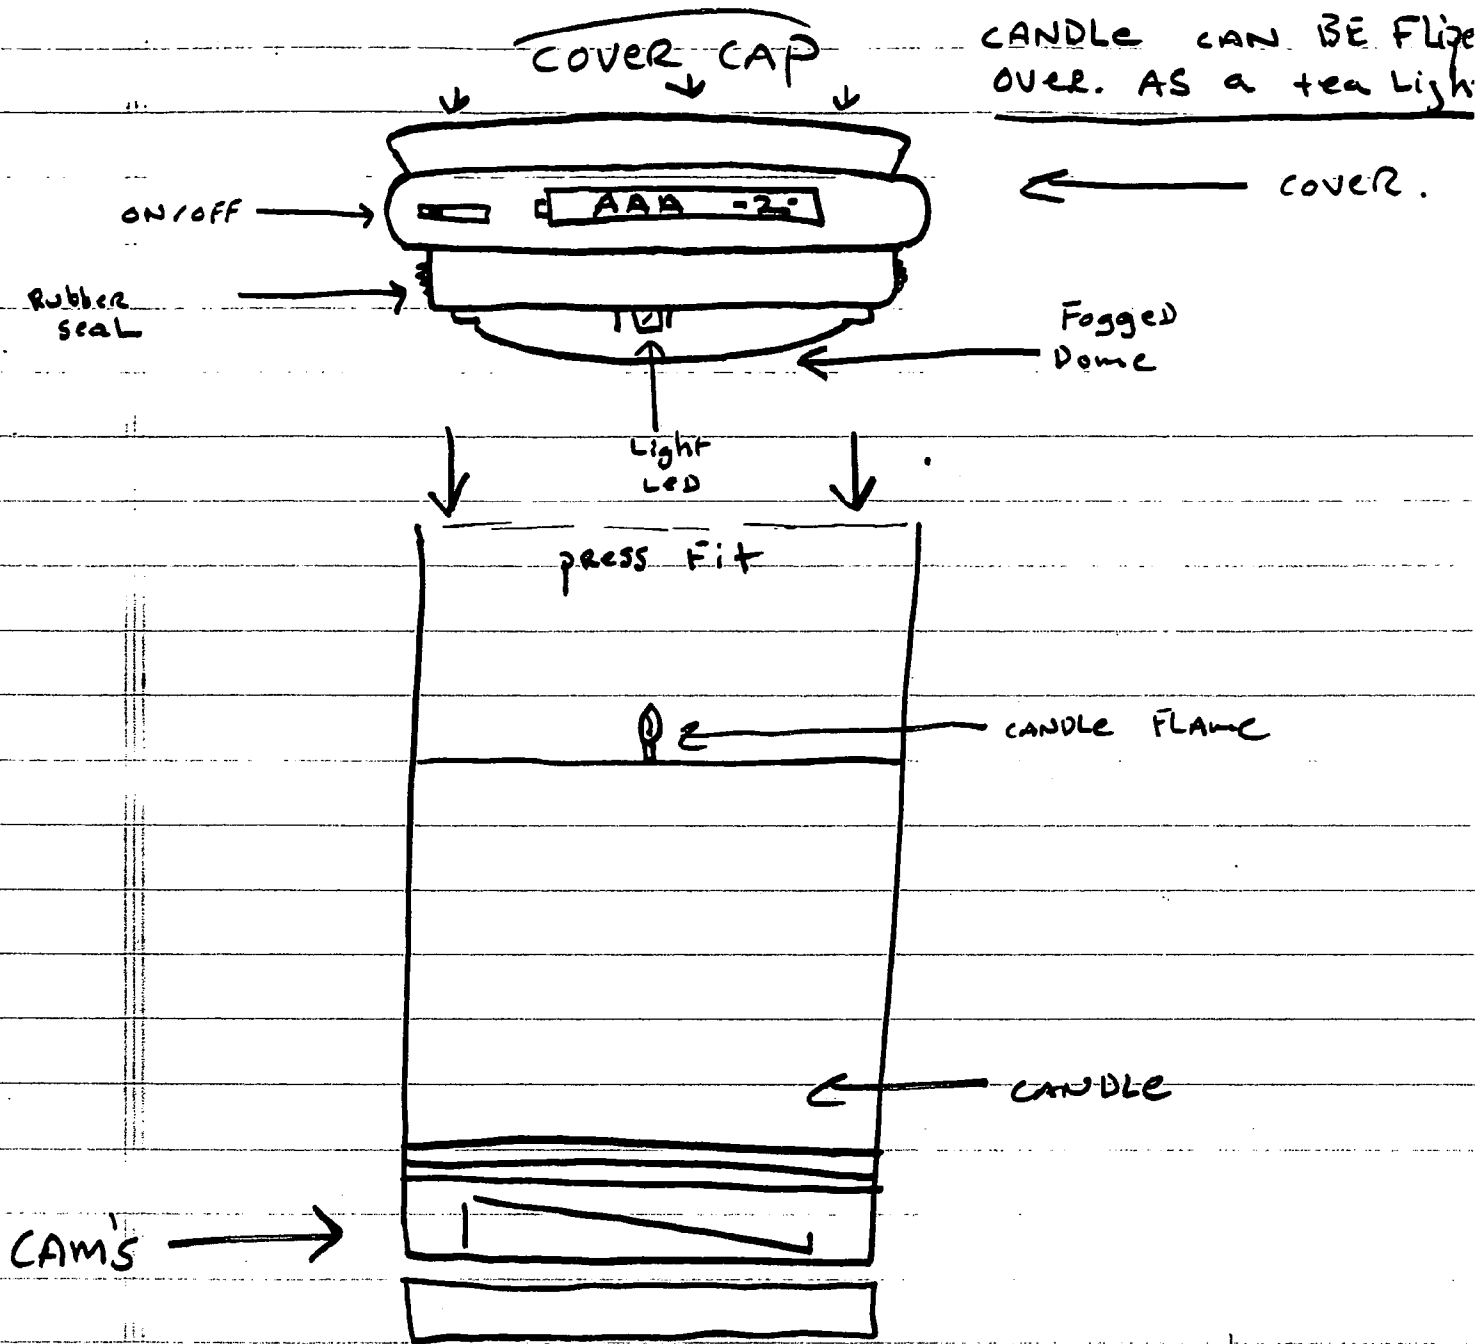 COVER CAP
CANDLE CAN BE Flipe
OVER. AS a tea Ligh
COVER.
ON/OFF
AAA -2-
Rubber
seal
Fogged
Dome
Light
LED
press Fit
CANDLE FLAME
CANDLE
CAM's